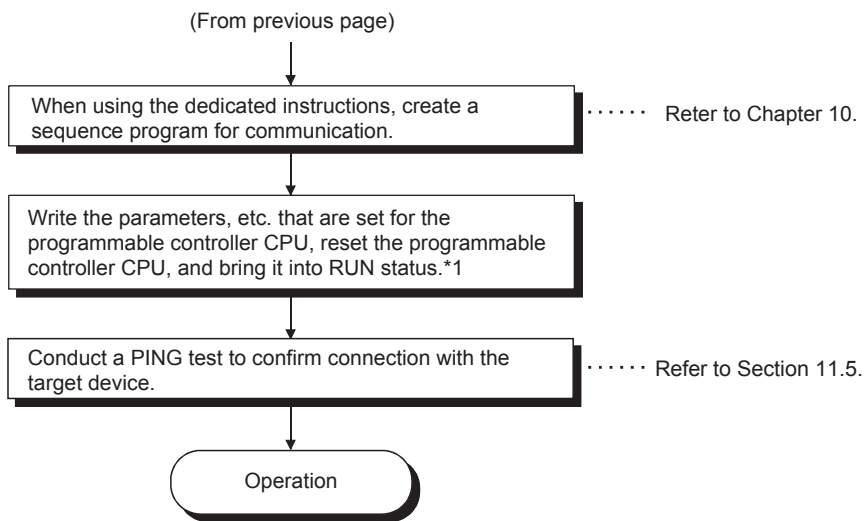 (From previous page)
When using the dedicated instructions, create a
sequence program for communication.
Reter to Chapter 10.
Write the parameters, etc. that are set for the
programmable controller CPU, reset the programmable
controller CPU, and bring it into RUN status.*1
Conduct a PING test to confirm connection with the
target device.
Refer to Section 11.5.
Operation